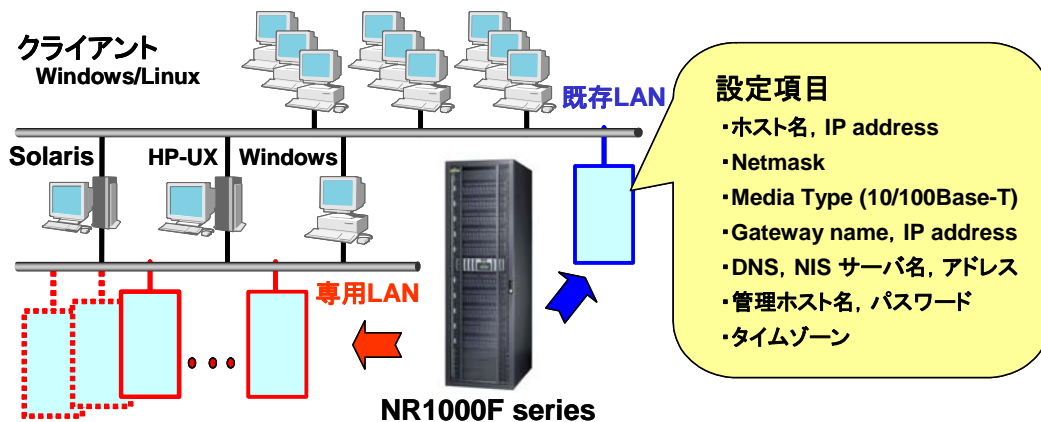 クライアント
Windows/Linux
既存LAN
Solaris
HP-UX
Windows
専用LAN
NR1000F series
設定項目
・ホスト名, IP address
・Netmask
・Media Type (10/100Base-T)
・Gateway name, IP address
・DNS, NIS サーバ名, アドレス
・管理ホスト名, パスワード
・タイムゾーン